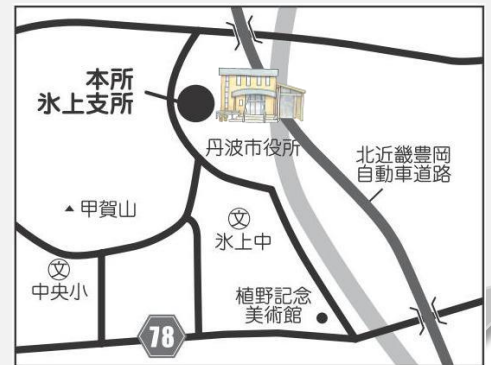 本所
氷上支所
丹波市役所
北近畿豊岡
自動車道路
▲甲賀山
文
氷上中
文
中央小
植野記念
美術館
78